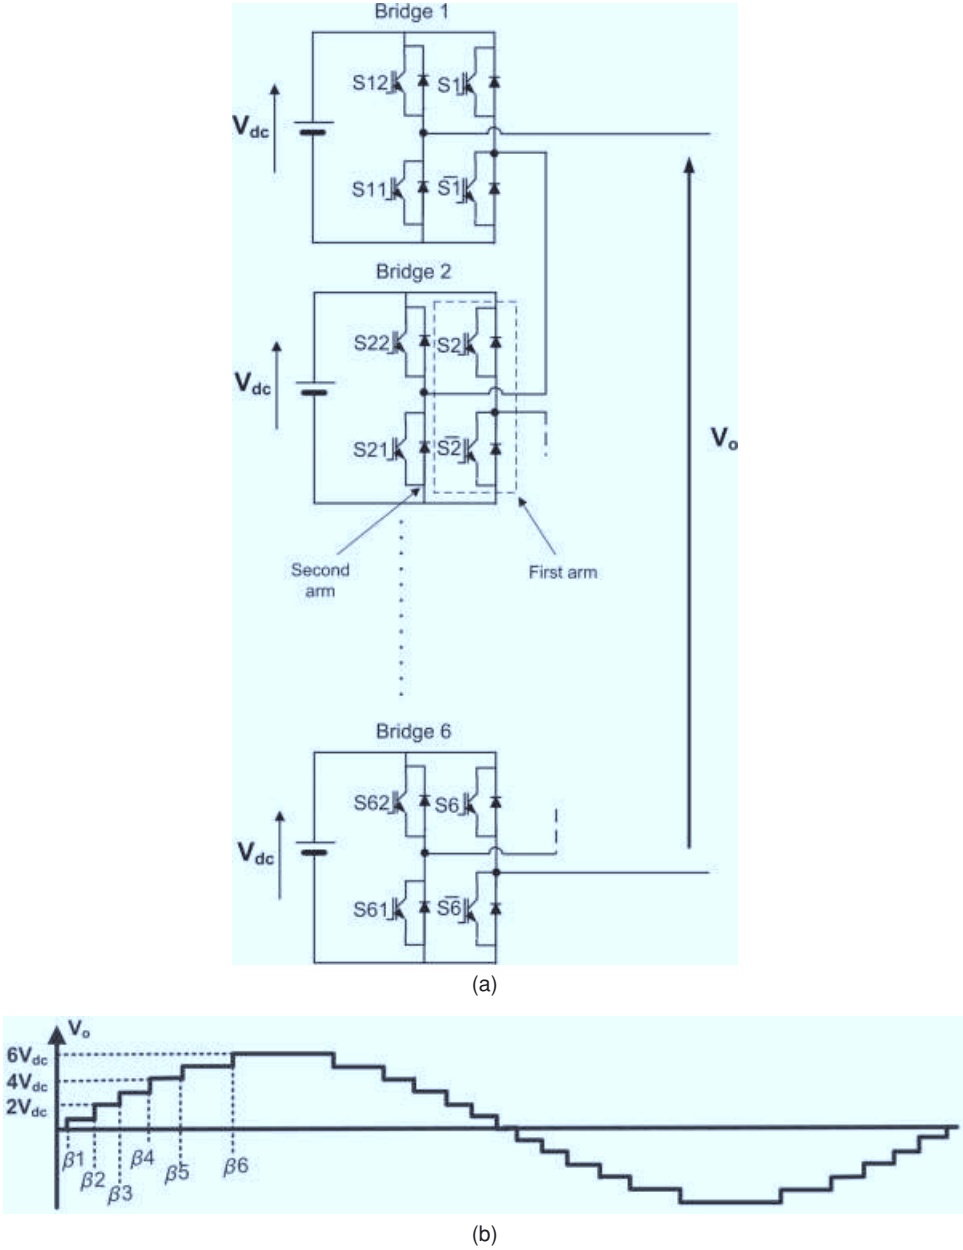 Bridge 1
S12 S1
V_dc
S11 S̅1
Bridge 2
S22 S2
V_dc
V_o
S21 S̅2
Second
arm
First arm
Bridge 6
S62 S6
V_dc
S61 S̅6
(a)
V_o
6V_dc
4V_dc
2V_dc
β1 β2 β3 β4 β5 β6
(b)